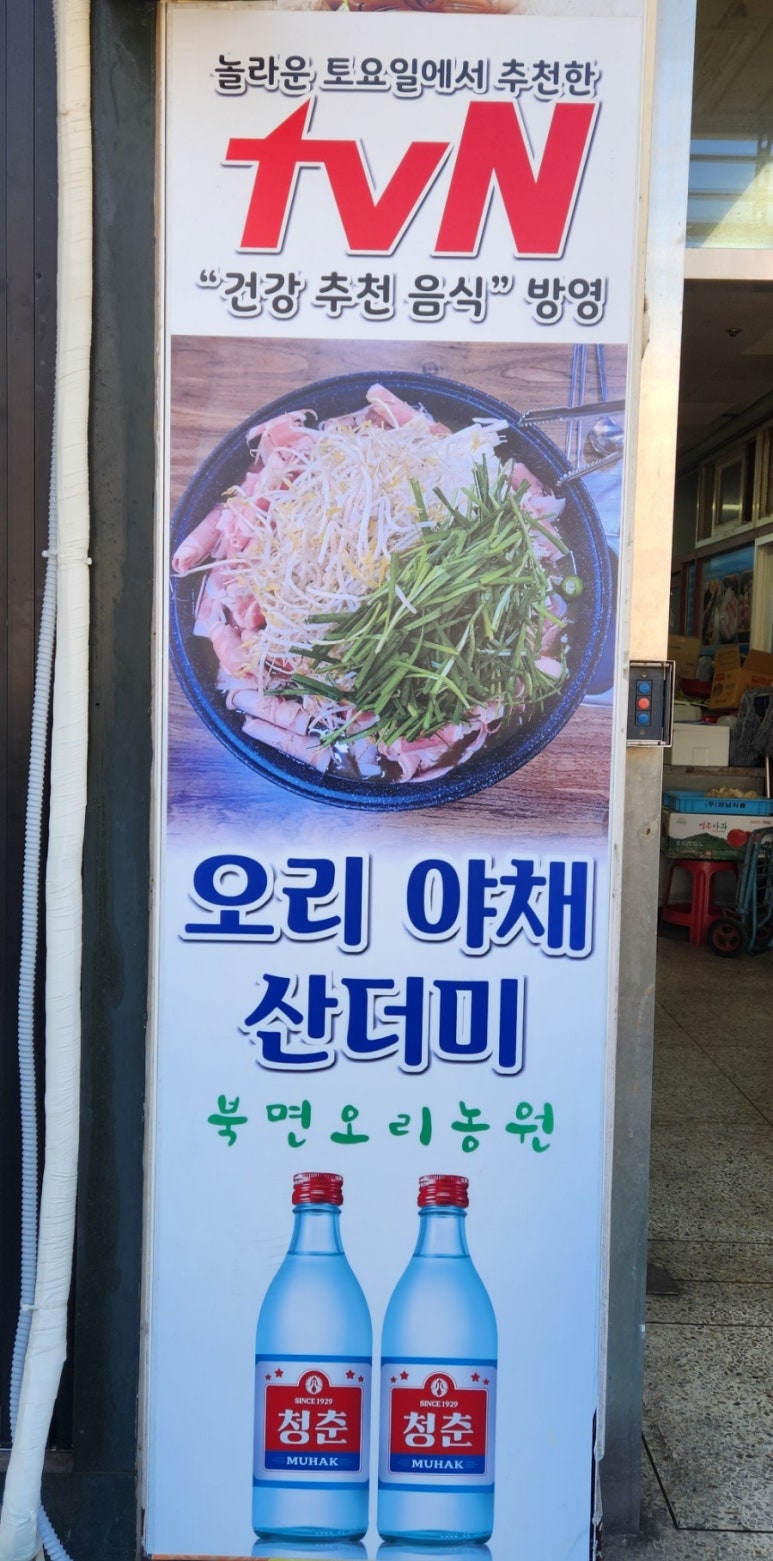 놀라운 토요일에서 추천한
tvN
“건강 추천 음식” 방영
오리 야채
산더미
북면오리농원
SINCE 1929
청춘
MUHAK
SINCE 1929
청춘
MUHAK